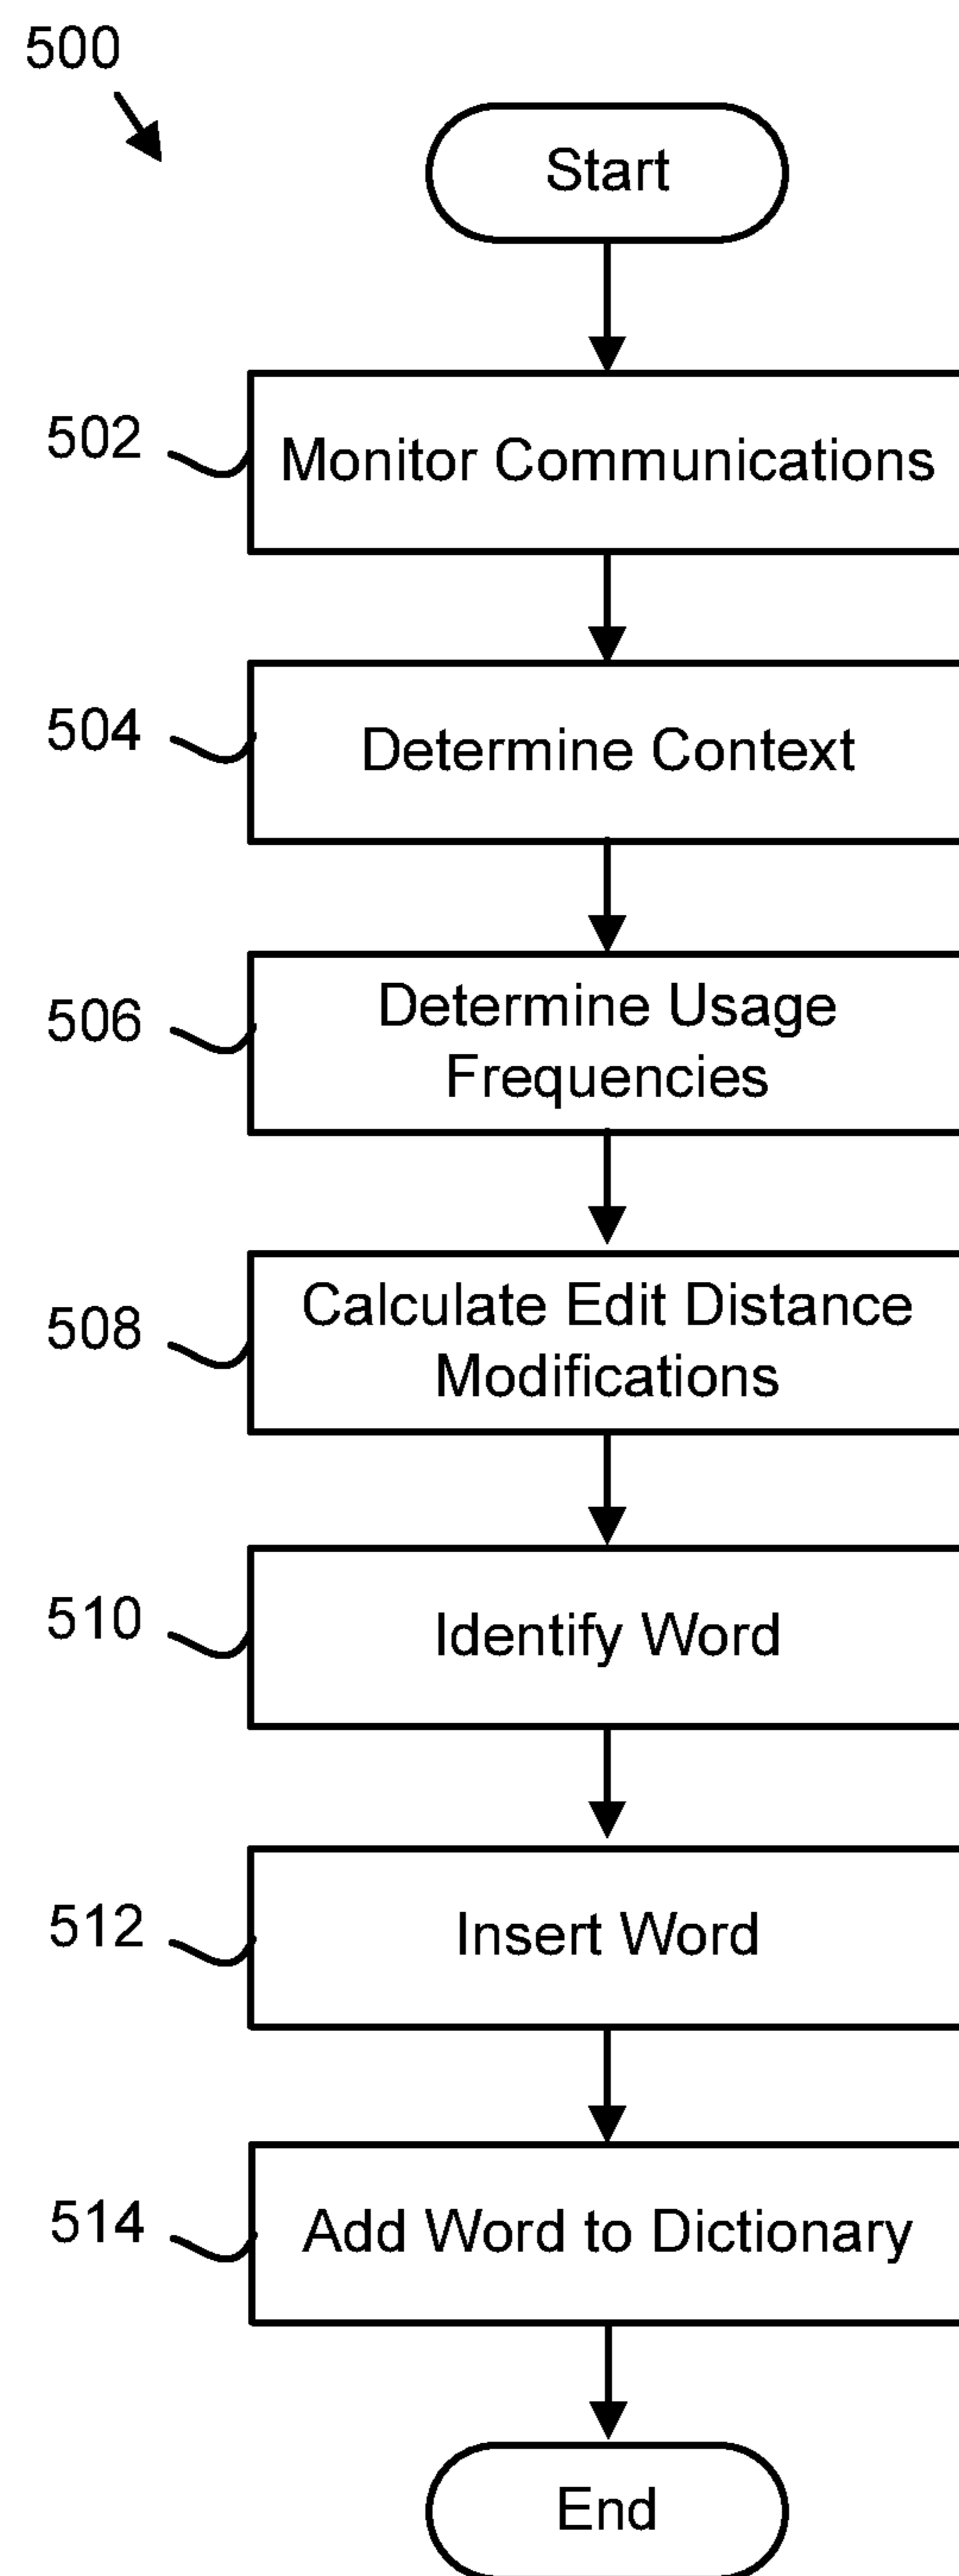 500
Start
502
Monitor Communications
504
Determine Context
506
Determine Usage
Frequencies
508
Calculate Edit Distance
Modifications
510
Identify Word
512
Insert Word
514
Add Word to Dictionary
End